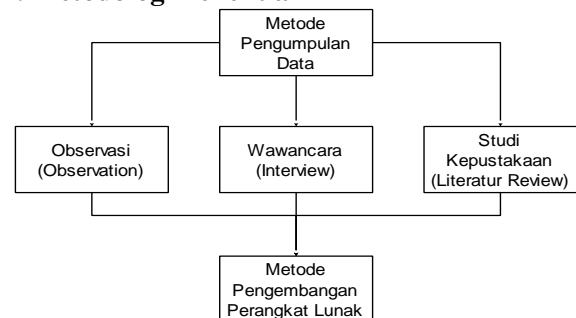 Metode
Pengumpulan
Data
Observasi
(Observation)
Wawancara
(Interview)
Studi
Kepustakaan
(Literatur Review)
Metode
Pengembangan
Perangkat Lunak